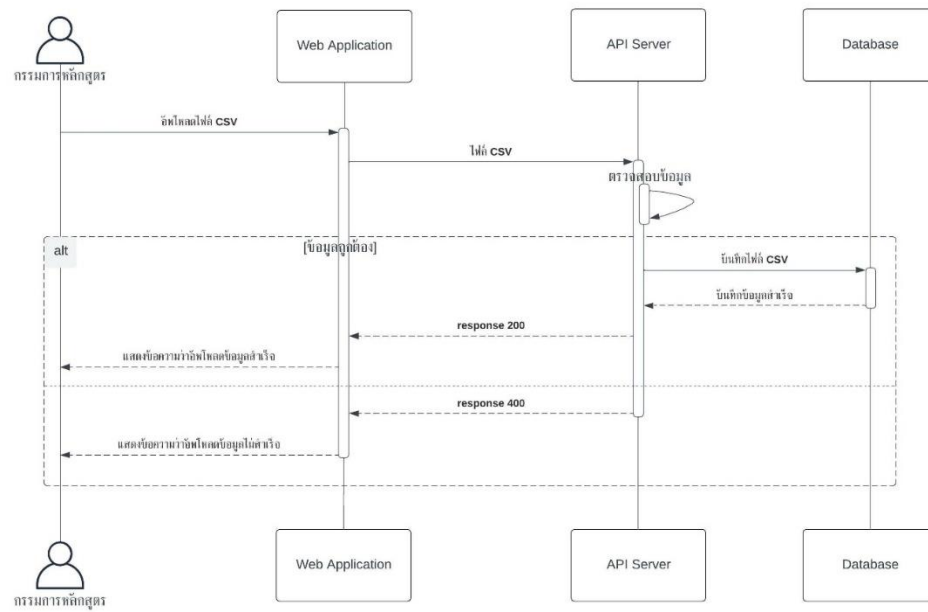 Web Application
API Server
Database
กรรมการหลักสูตร
อัพโหลดไฟล์ CSV
ไฟล์ CSV
ตรวจสอบข้อมูล
alt
[ข้อมูลถูกต้อง]
บันทึกไฟล์ CSV
บันทึกข้อมูลสำเร็จ
response 200
แสดงข้อความว่าอัพโหลดข้อมูลสำเร็จ
response 400
แสดงข้อความว่าอัพโหลดข้อมูลไม่สำเร็จ
Web Application
API Server
Database
กรรมการหลักสูตร